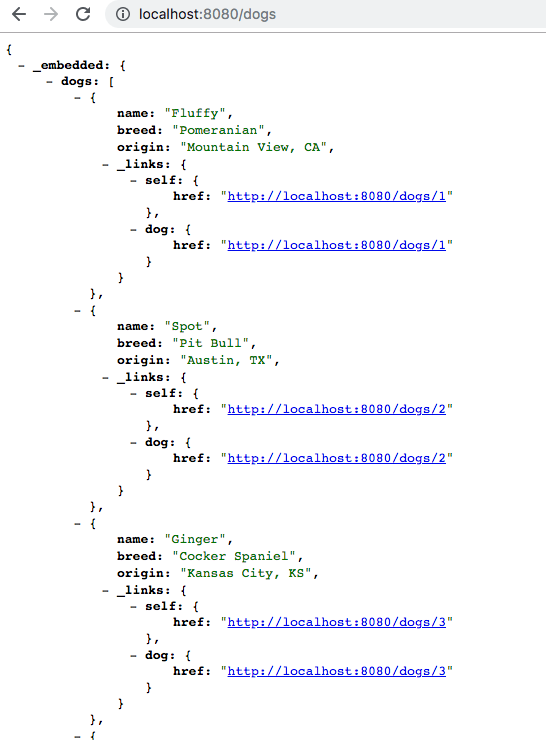 localhost:8080/dogs
{
- _embedded: {
- dogs: [
- {
name: "Fluffy",
breed: "Pomeranian",
origin: "Mountain View, CA",
- _links: {
- self: {
href: "http://localhost:8080/dogs/1"
},
- dog: {
href: "http://localhost:8080/dogs/1"
}
}
},
- {
name: "Spot",
breed: "Pit Bull",
origin: "Austin, TX",
- _links: {
- self: {
href: "http://localhost:8080/dogs/2"
},
- dog: {
href: "http://localhost:8080/dogs/2"
}
}
},
- {
name: "Ginger",
breed: "Cocker Spaniel",
origin: "Kansas City, KS",
- _links: {
- self: {
href: "http://localhost:8080/dogs/3"
},
- dog: {
href: "http://localhost:8080/dogs/3"
}
}
},
- {